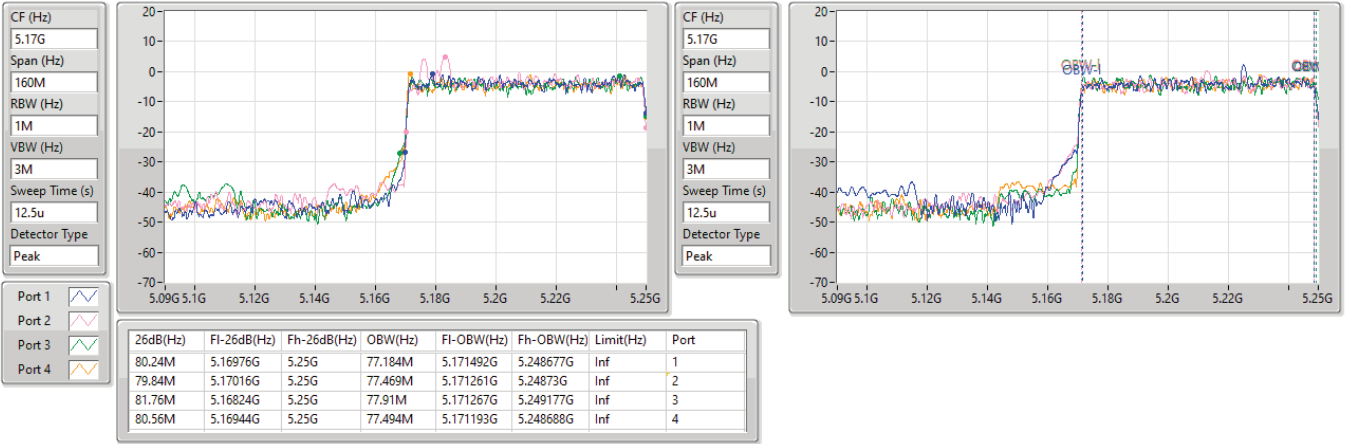 CF (Hz)
5.17G
Span (Hz)
160M
RBW (Hz)
1M
VBW (Hz)
3M
Sweep Time (s)
12.5u
Detector Type
Peak
20
10
0
-10
-20
-30
-40
-50
-60
-70
5.09G 5.1G 5.12G 5.14G 5.16G 5.18G 5.2G 5.22G 5.25G
CF (Hz)
5.17G
Span (Hz)
160M
RBW (Hz)
1M
VBW (Hz)
3M
Sweep Time (s)
12.5u
Detector Type
Peak
20
10
0
-10
-20
-30
-40
-50
-60
-70
OBW-I
OBW
5.09G 5.1G 5.12G 5.14G 5.16G 5.18G 5.2G 5.22G 5.25G
Port 1
Port 2
Port 3
Port 4
26dB(Hz) Fl-26dB(Hz) Fh-26dB(Hz) OBW(Hz) Fl-OBW(Hz) Fh-OBW(Hz) Limit(Hz) Port
80.24M 5.16976G 5.25G 77.184M 5.171492G 5.248677G Inf 1
79.84M 5.17016G 5.25G 77.469M 5.171261G 5.24873G Inf 2
81.76M 5.16824G 5.25G 77.91M 5.171267G 5.249177G Inf 3
80.56M 5.16944G 5.25G 77.494M 5.171193G 5.248688G Inf 4